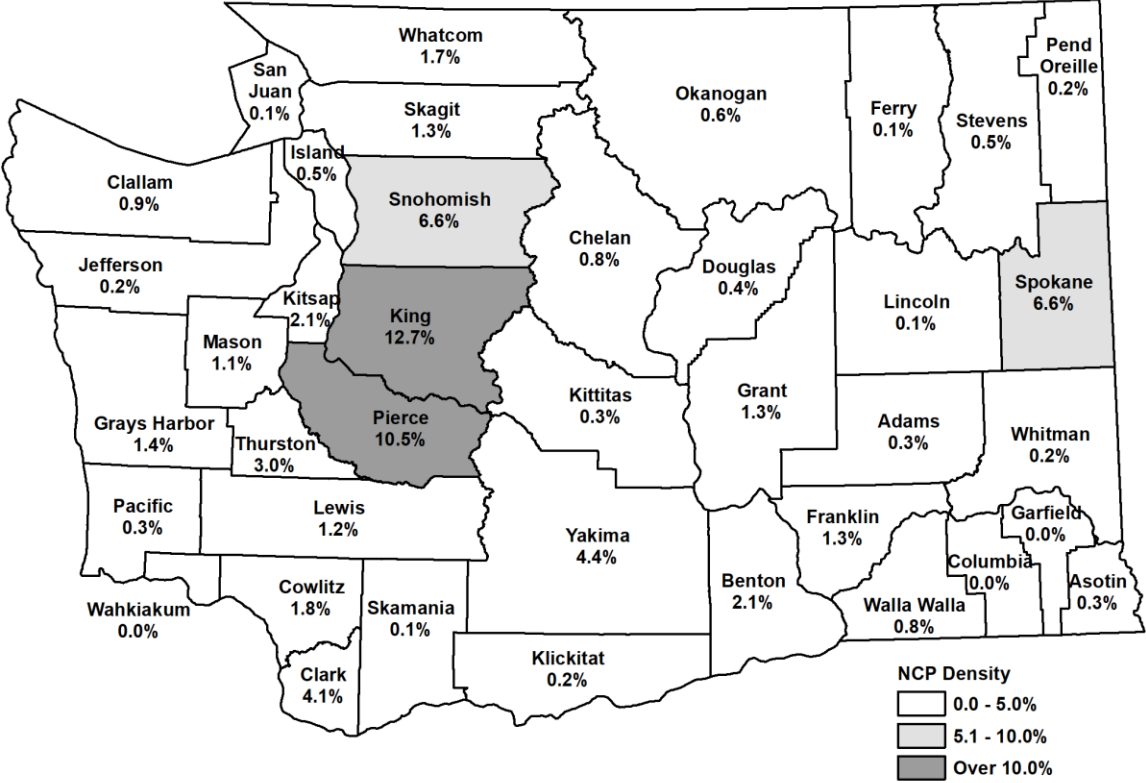 Whatcom
1.7%
San
Juan
0.1%
Skagit
1.3%
Okanogan
0.6%
Ferry
0.1%
Stevens
0.5%
Pend
Oreille
0.2%
Island
0.5%
Clallam
0.9%
Snohomish
6.6%
Chelan
0.8%
Jefferson
0.2%
Douglas
0.4%
Kitsap
2.1%
King
12.7%
Lincoln
0.1%
Spokane
6.6%
Mason
1.1%
Grays Harbor
1.4%
Thurston
3.0%
Pierce
10.5%
Kittitas
0.3%
Grant
1.3%
Adams
0.3%
Whitman
0.2%
Pacific
0.3%
Lewis
1.2%
Yakima
4.4%
Franklin
1.3%
Garfield
0.0%
Columbia
0.0%
Asotin
0.3%
Benton
2.1%
Walla Walla
0.8%
Wahkiakum
0.0%
Cowlitz
1.8%
Skamania
0.1%
Clark
4.1%
Klickitat
0.2%
NCP Density
0.0 - 5.0%
5.1 - 10.0%
Over 10.0%